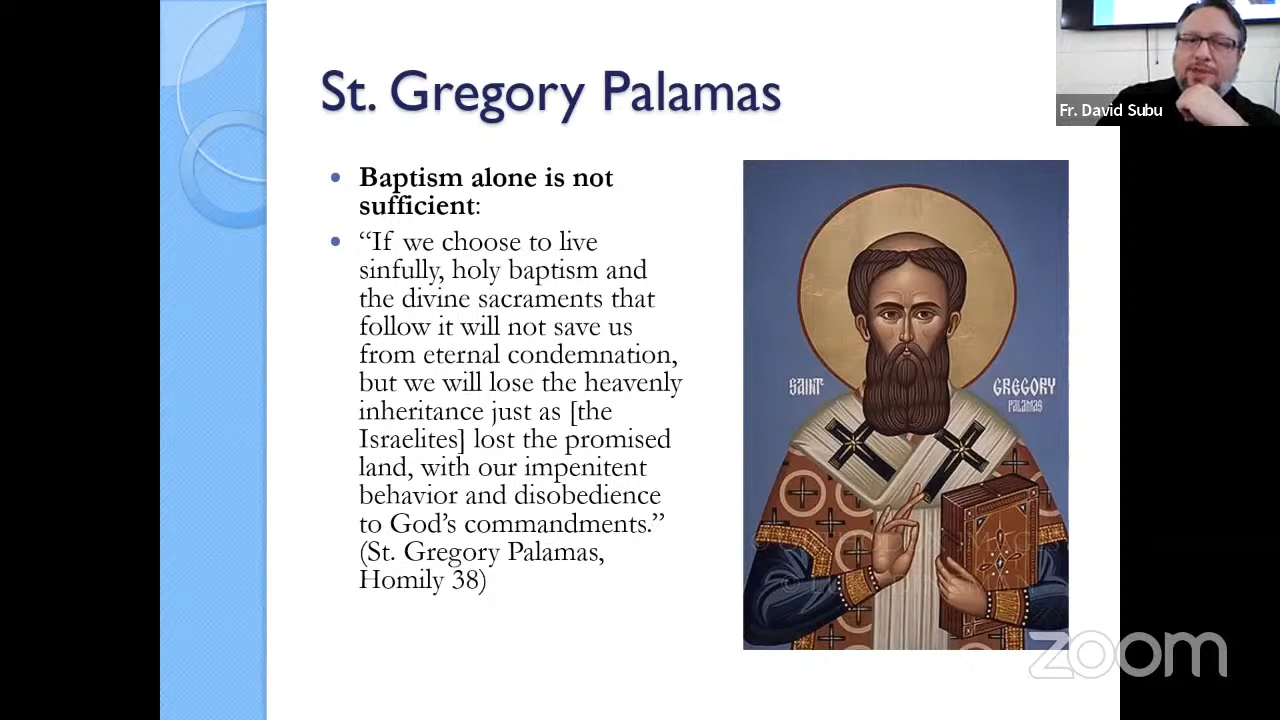 St. Gregory Palamas
Fr. David Subu
• Baptism alone is not
sufficient:
• “If we choose to live
sinfully, holy baptism and
the divine sacraments that
follow it will not save us
from eternal condemnation,
but we will lose the heavenly
inheritance just as [the
Israelites] lost the promised
land, with our impenitent
behavior and disobedience
to God’s commandments.”
(St. Gregory Palamas,
Homily 38)
SAINT
GREGORY
PALAMAS
zoom